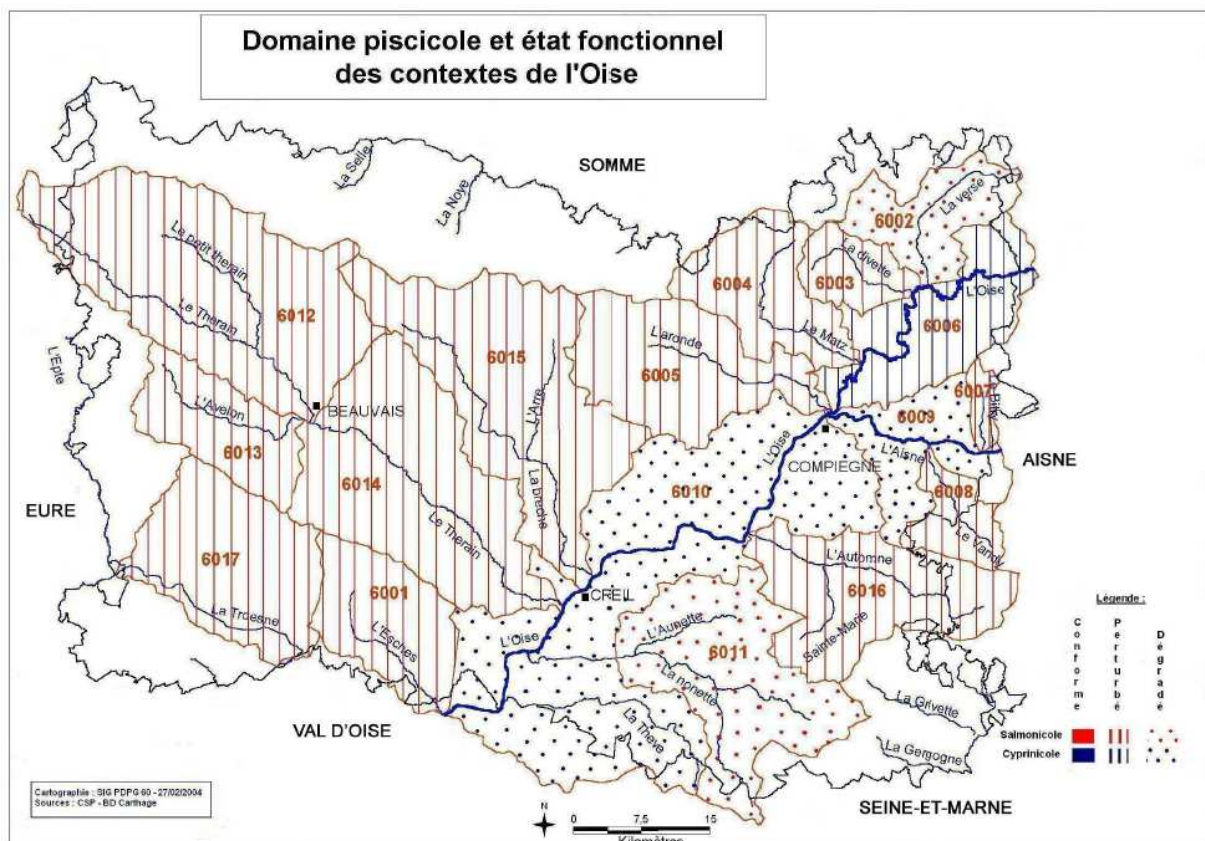 Domaine piscicole et état fonctionnel
des contextes de l'Oise
SOMME
La Selle
La Noye
La verse
6002
Le petit therain
6004
La divette
6003
L'Oise
6006
Le Therain
6012
Le Matz
L'aronde
6015
6005
L'Epte
L'Arre
6007
6009
BEAUVAIS
L'Avelon
L'Oise
L'Aisne
COMPIEGNE
AISNE
6013
6014
6010
6008
EURE
La breche
Le Vandy
Le Therain
L'Automne
6017
6001
6016
CREIL
Légende :
La Troesne
L'Esches
L'Oise
L'Aunette
6011
Sainte-Marie
Conforme
Perturbé
Dégradé
La nonette
La Grivette
VAL D'OISE
La Theve
Salmonicole
La Gergogne
Cyprinicole
Cartographie : SIG PDPG 60 - 27/02/2004
Sources : CSP - BD Carthage
SEINE-ET-MARNE
N
0 7,5 15
Kilomètres